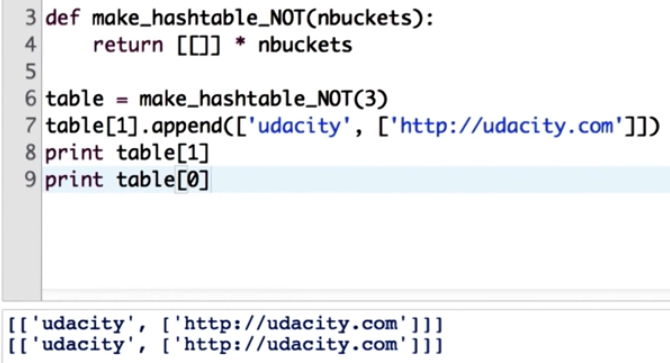 3 def make_hashtable_NOT(nbuckets):
4     return [[]] * nbuckets
5
6 table = make_hashtable_NOT(3)
7 table[1].append(['udacity', ['http://udacity.com']])
8 print table[1]
9 print table[0]
[['udacity', ['http://udacity.com']]]
[['udacity', ['http://udacity.com']]]